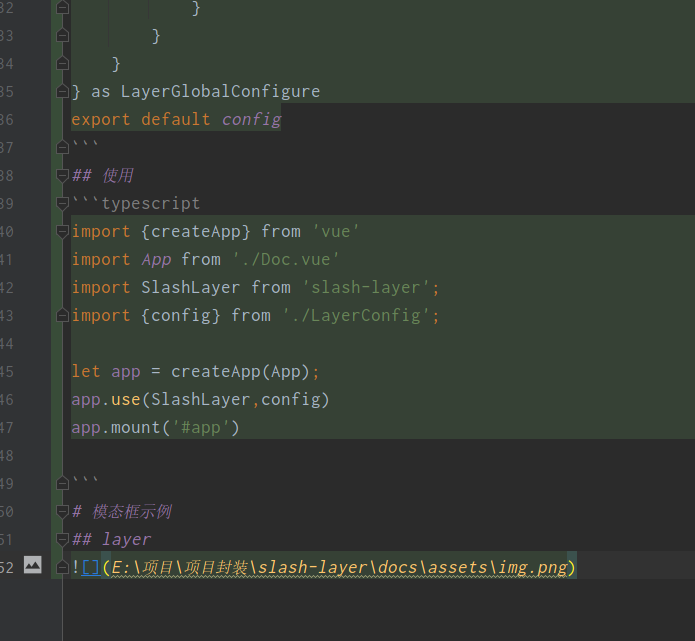 32 }
33 }
34 }
35 } as LayerGlobalConfigure
36 export default config
37 ```
38 ## 使用
39 ```typescript
40 import {createApp} from 'vue'
41 import App from './Doc.vue'
42 import SlashLayer from 'slash-layer';
43 import {config} from './LayerConfig';
44
45 let app = createApp(App);
46 app.use(SlashLayer,config)
47 app.mount('#app')
48
49 ```
50 # 模态框示例
51 ## layer
52 ![](E:\项目\项目封装\slash-layer\docs\assets\img.png)